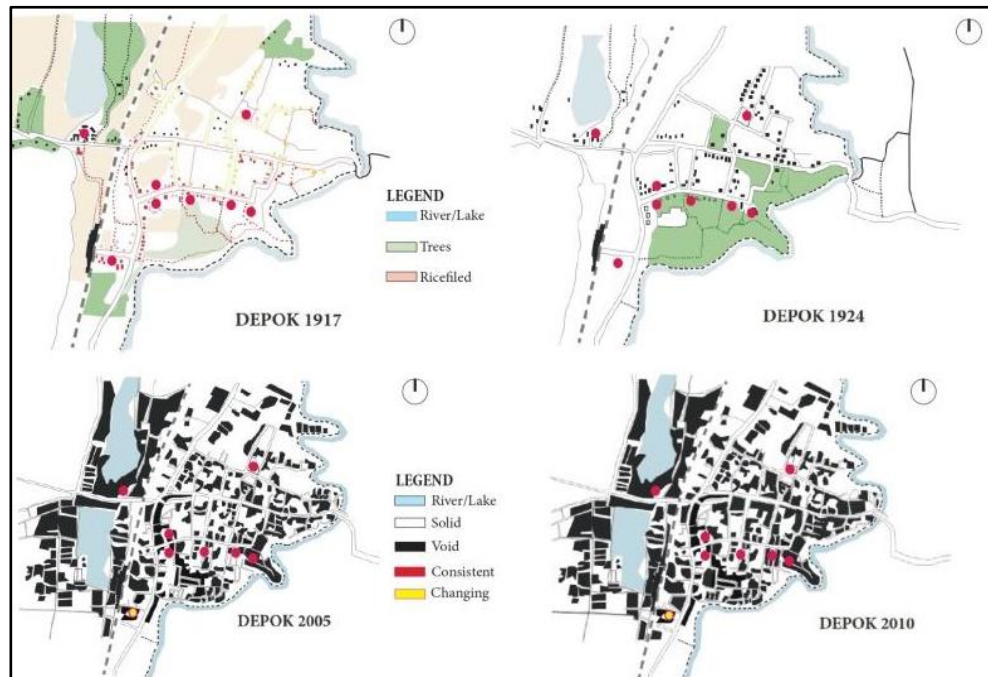 LEGEND
River/Lake
Trees
Ricefiled
DEPOK 1917
DEPOK 1924
LEGEND
River/Lake
Solid
Void
Consistent
Changing
DEPOK 2005
DEPOK 2010